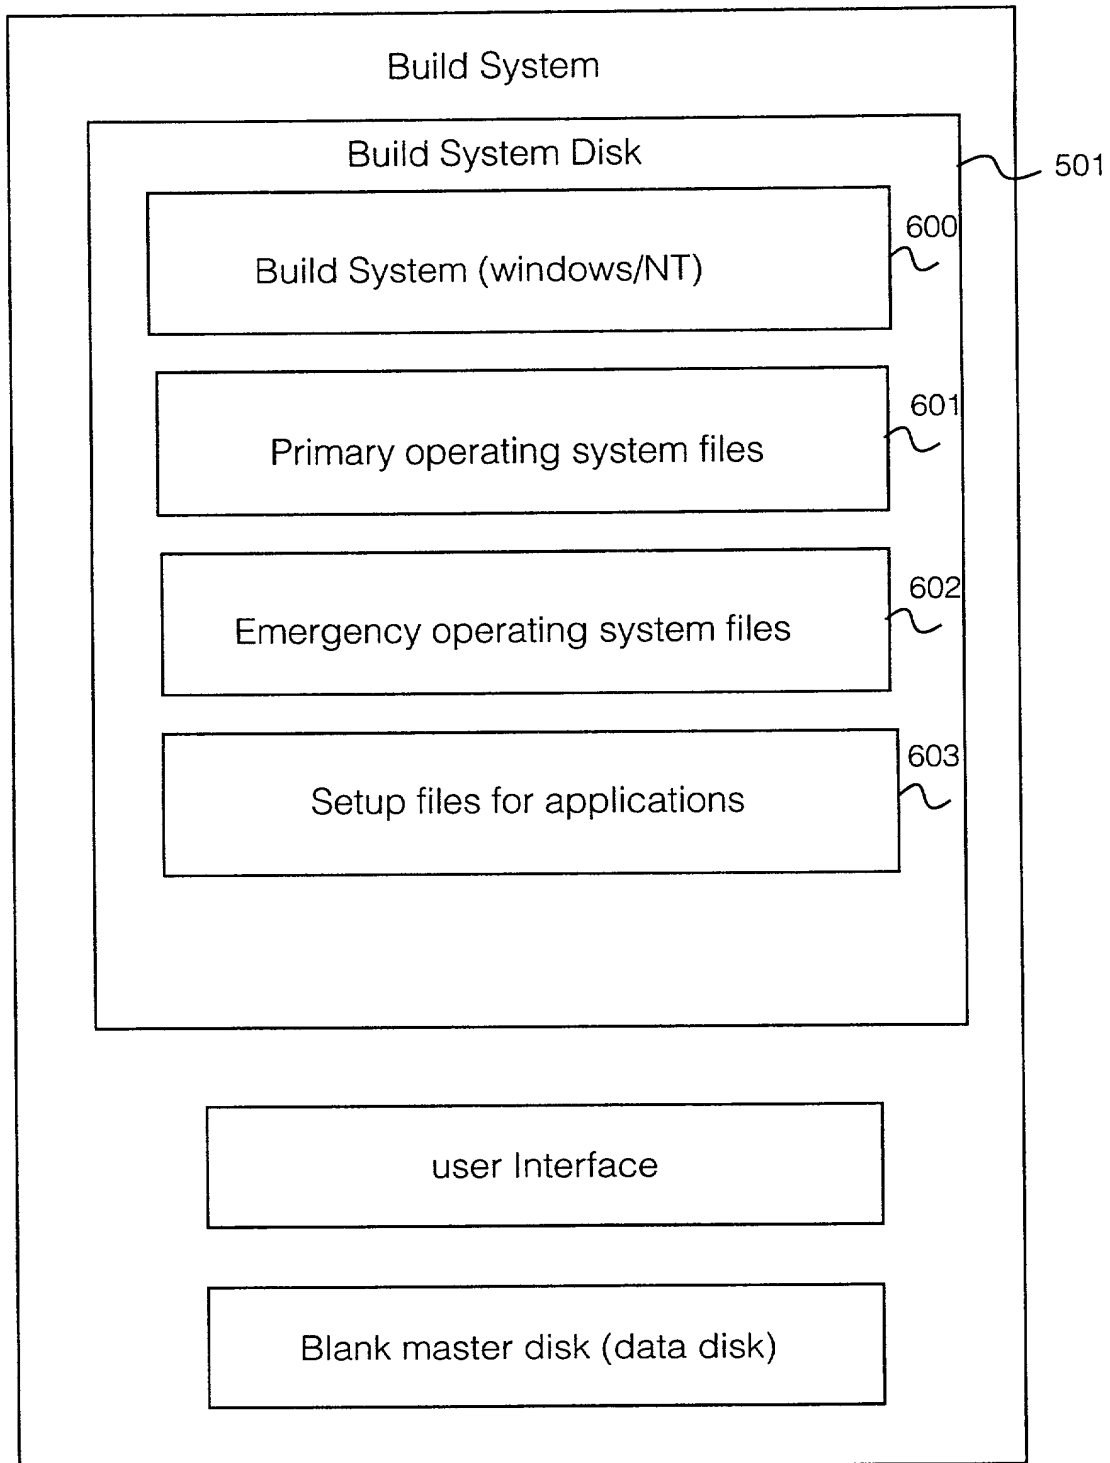 Build System
Build System Disk
501
600
Build System (windows/NT)
601
Primary operating system files
602
Emergency operating system files
603
Setup files for applications
user Interface
Blank master disk (data disk)